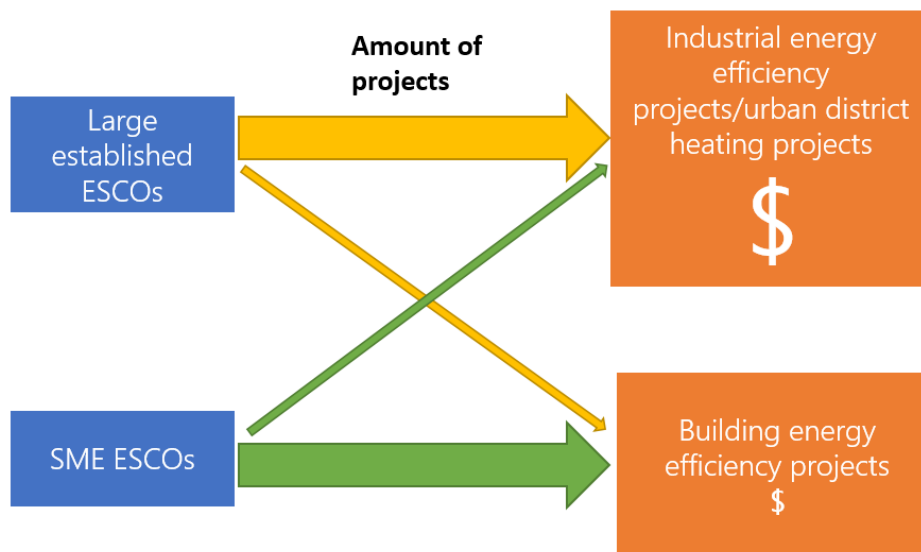 Amount of
projects
Large
established
ESCOs
Industrial energy
efficiency
projects/urban district
heating projects
$
SME ESCOs
Building energy
efficiency projects
$